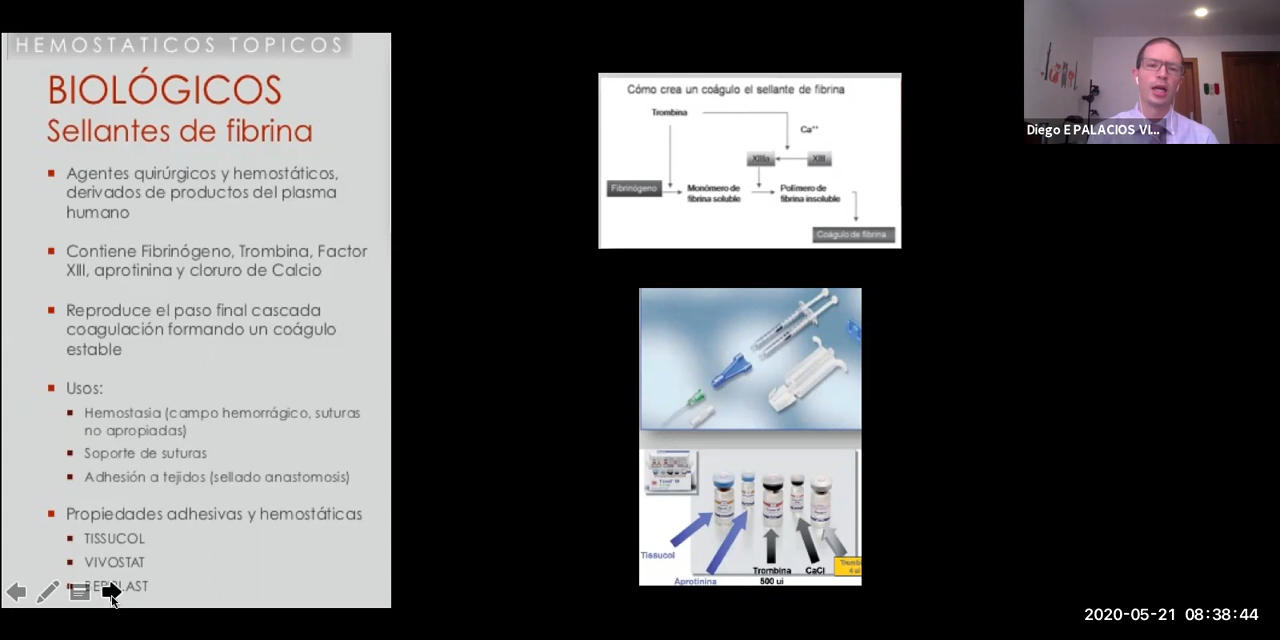 HEMOSTATICOS TOPICOS
BIOLÓGICOS
Sellantes de fibrina
Agentes quirúrgicos y hemostáticos,
derivados de productos del plasma
humano
Contiene Fibrinógeno, Trombina, Factor
XIII, aprotinina y cloruro de Calcio
Reproduce el paso final cascada
coagulación formando un coágulo
estable
Usos:
Hemostasia (campo hemorrágico, suturas
no apropiadas)
Soporte de suturas
Adhesión a tejidos (sellado anastomosis)
Propiedades adhesivas y hemostáticas
TISSUCOL
VIVOSTAT
Cómo crea un coágulo el sellante de fibrina
Trombina
Ca++
XIIIa
XIII
Fibrinógeno
Monómero de
fibrina soluble
Polímero de
fibrina insoluble
Coágulo de fibrina
Tissucol
Aprotinina
Trombina
500 ui
CaCl
Diego E PALACIOS VI...
2020-05-21 08:38:44